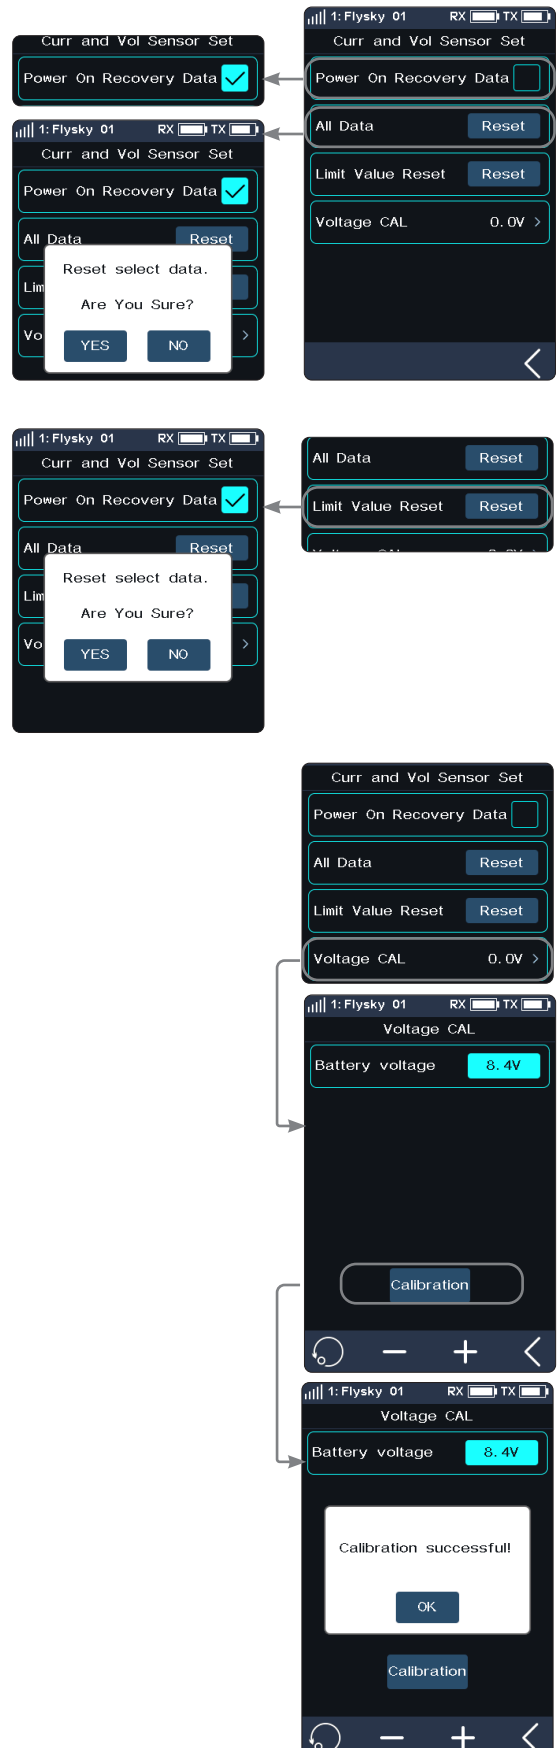 Curr and Vol Sensor Set
Power On Recovery Data
1: Flysky 01 RX TX
Curr and Vol Sensor Set
Power On Recovery Data
All Data Reset
Lim
Vo
Reset select data.
Are You Sure?
YES NO
1: Flysky 01 RX TX
Curr and Vol Sensor Set
Power On Recovery Data
All Data Reset
Limit Value Reset Reset
Voltage CAL 0.0V >
1: Flysky 01 RX TX
Curr and Vol Sensor Set
Power On Recovery Data
All Data Reset
Lim
Vo
Reset select data.
Are You Sure?
YES NO
All Data Reset
Limit Value Reset Reset
Curr and Vol Sensor Set
Power On Recovery Data
All Data Reset
Limit Value Reset Reset
Voltage CAL 0.0V >
1: Flysky 01 RX TX
Voltage CAL
Battery voltage 8.4V
Calibration
1: Flysky 01 RX TX
Voltage CAL
Battery voltage 8.4V
Calibration successful!
OK
Calibration